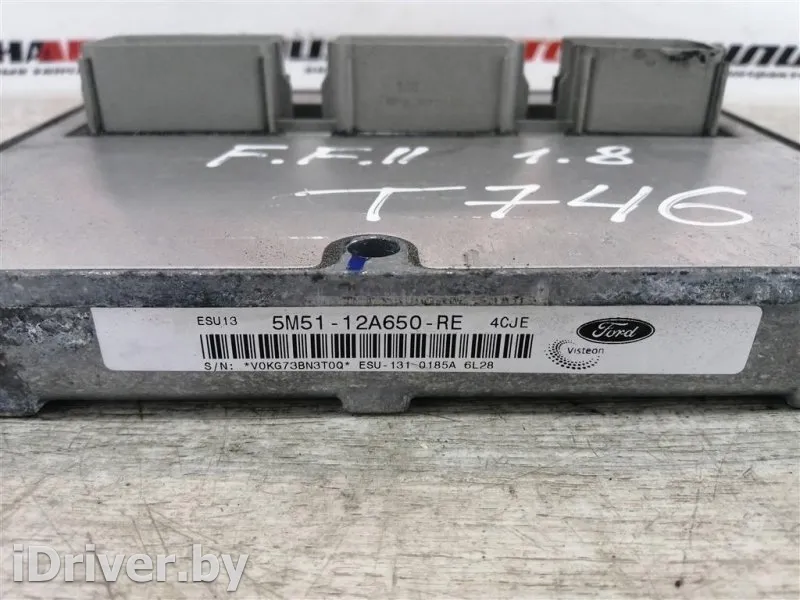 F.F.II 1.8
T746
ESU13 5M51-12A650-RE 4CJE
Ford
Visteon
S/N: *V0KG73BN3T0Q* ESU-131 0185A 6L28
iDriver.by